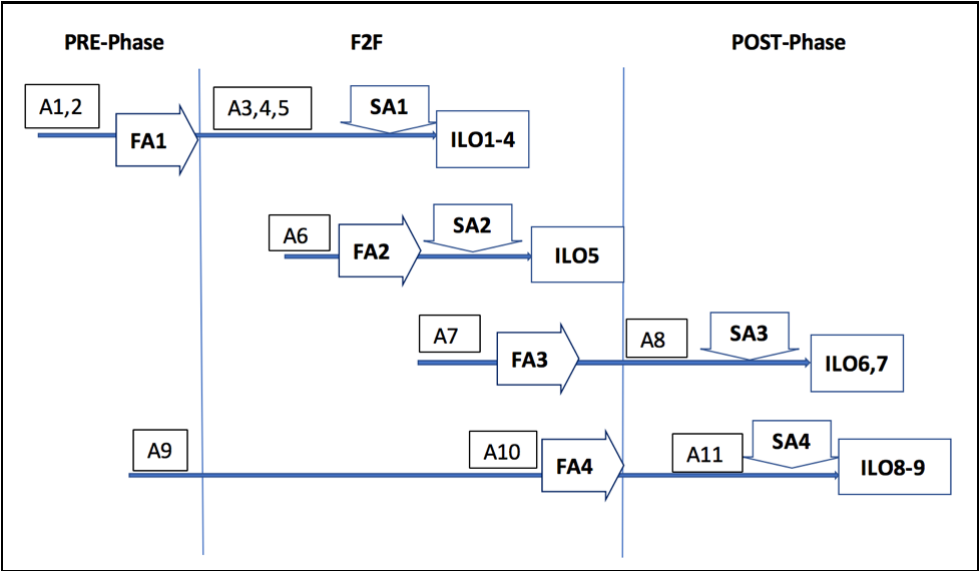 PRE-Phase F2F POST-Phase
A1,2 FA1 A3,4,5 SA1 ILO1-4
A6 FA2 SA2 ILO5
A7 FA3 A8 SA3 ILO6,7
A9 A10 FA4 A11 SA4 ILO8-9